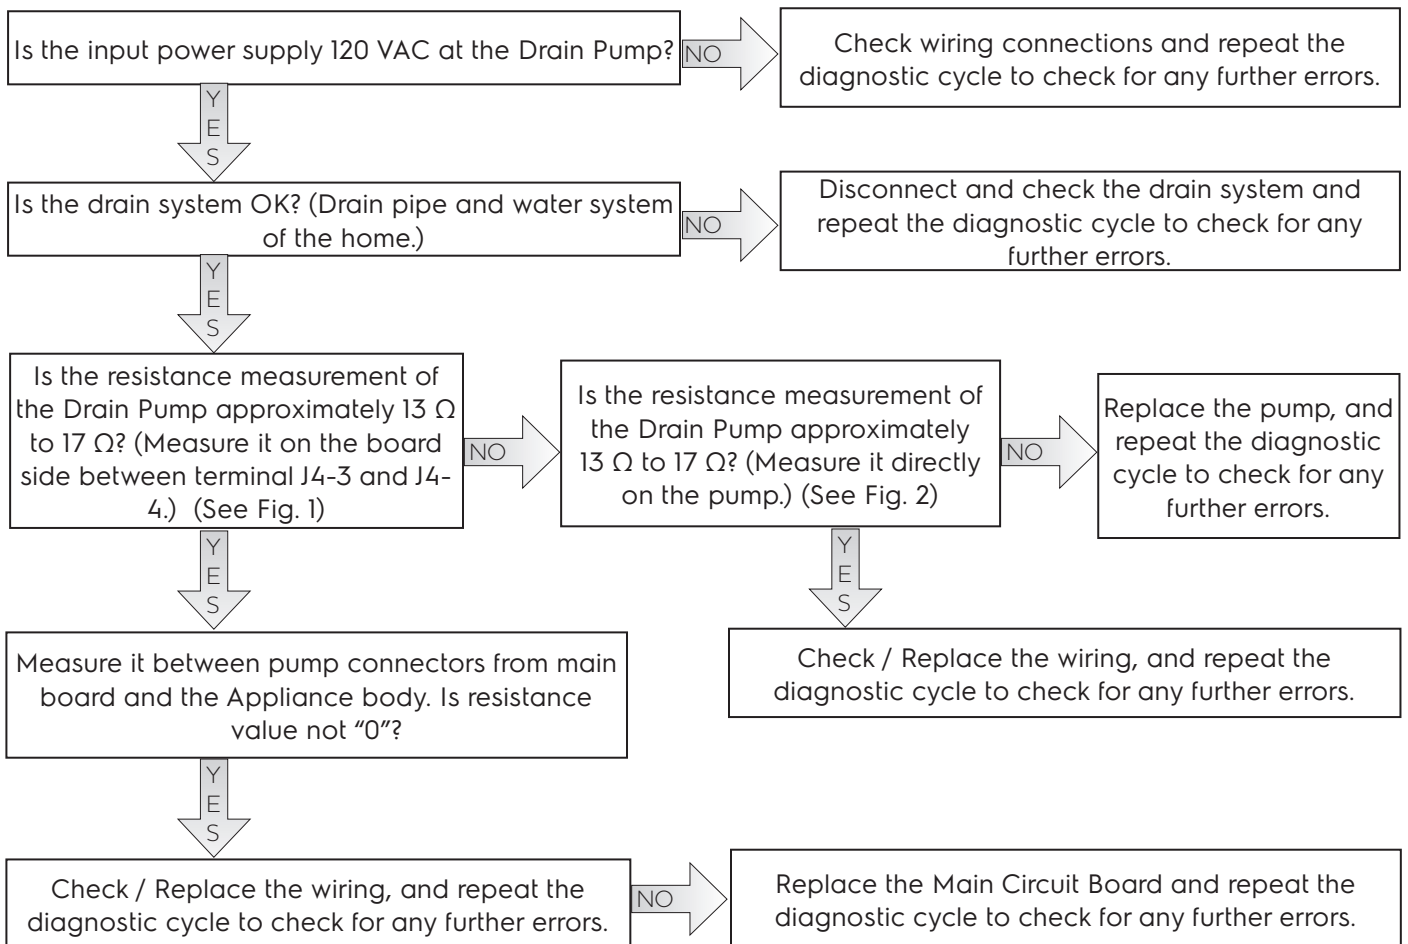 Is the input power supply 120 VAC at the Drain Pump?
NO
Check wiring connections and repeat the
diagnostic cycle to check for any further errors.
Y
E
S
Is the drain system OK? (Drain pipe and water system
of the home.)
NO
Disconnect and check the drain system and
repeat the diagnostic cycle to check for any
further errors.
Y
E
S
Is the resistance measurement of
the Drain Pump approximately 13 Ω
to 17 Ω? (Measure it on the board
side between terminal J4-3 and J4-
4.) (See Fig. 1)
NO
Is the resistance measurement of
the Drain Pump approximately
13 Ω to 17 Ω? (Measure it directly
on the pump.) (See Fig. 2)
NO
Replace the pump, and
repeat the diagnostic
cycle to check for any
further errors.
Y
E
S
Y
E
S
Measure it between pump connectors from main
board and the Appliance body. Is resistance
value not “0”?
Check / Replace the wiring, and repeat the
diagnostic cycle to check for any further errors.
Y
E
S
Check / Replace the wiring, and repeat the
diagnostic cycle to check for any further errors.
NO
Replace the Main Circuit Board and repeat the
diagnostic cycle to check for any further errors.